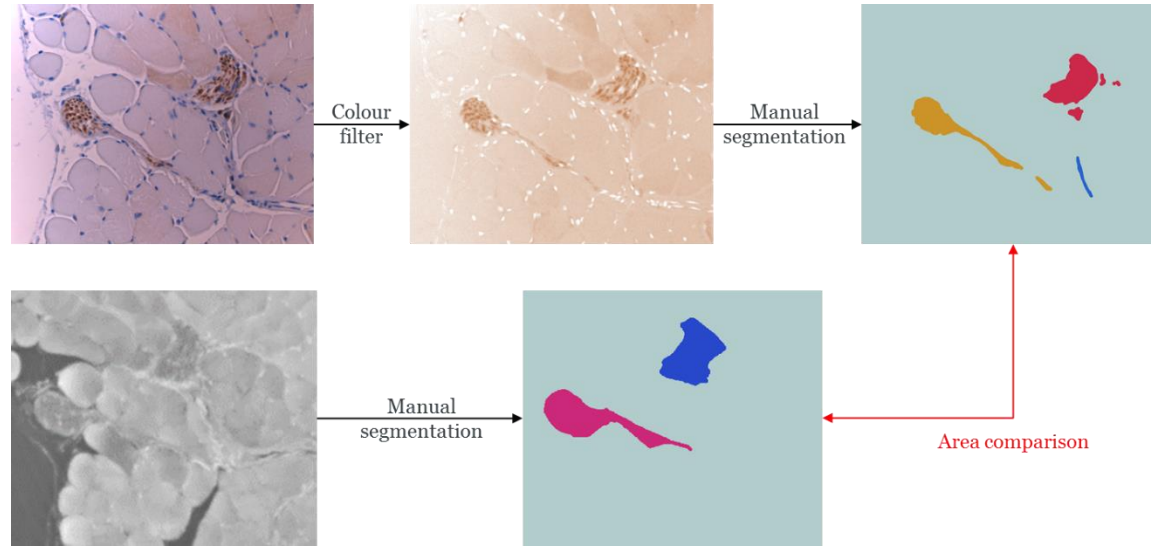 Colour
filter
Manual
segmentation
Manual
segmentation
Area comparison